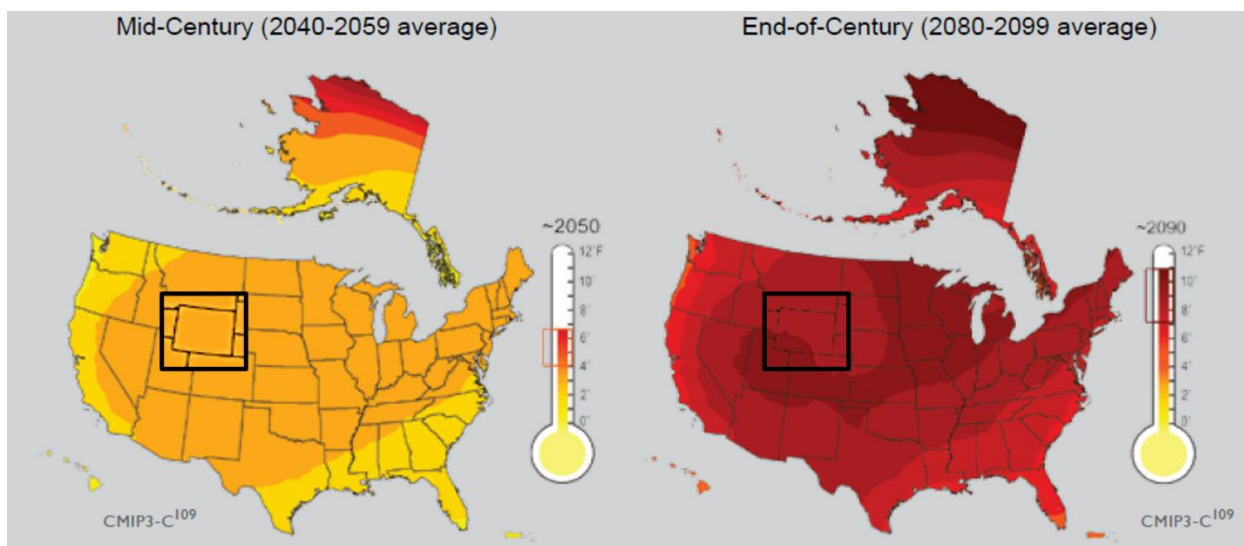 Mid-Century (2040-2059 average)
End-of-Century (2080-2099 average)
~2050
12°F
10°
8°
6°
4°
2°
0°
~2090
12°F
10°
8°
6°
4°
2°
0°
CMIP3-C109
CMIP3-C109